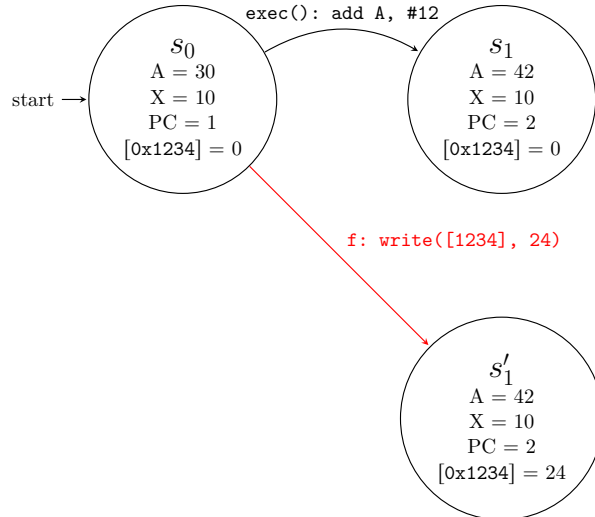 exec(): add A, #12
s₀
A = 30
X = 10
PC = 1
[0x1234] = 0
start
s₁
A = 42
X = 10
PC = 2
[0x1234] = 0
f: write([1234], 24)
s′₁
A = 42
X = 10
PC = 2
[0x1234] = 24